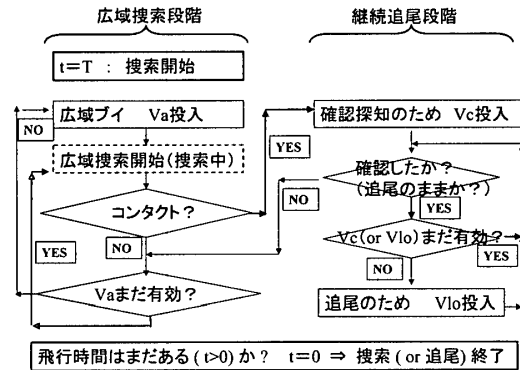 広域捜索段階
継続追尾段階
t＝T ： 捜索開始
広域ブイ Va投入
NO
広域捜索開始(捜索中)
コンタクト？
YES
NO
YES
Vaまだ有効？
確認探知のため Vc投入
確認したか？
(追尾のままか？)
NO
YES
Vc(or Vlo)まだ有効？
YES
NO
追尾のため Vlo投入
飛行時間はまだある ( t>0) か？ t=0 ⇒ 捜索 ( or 追尾) 終了